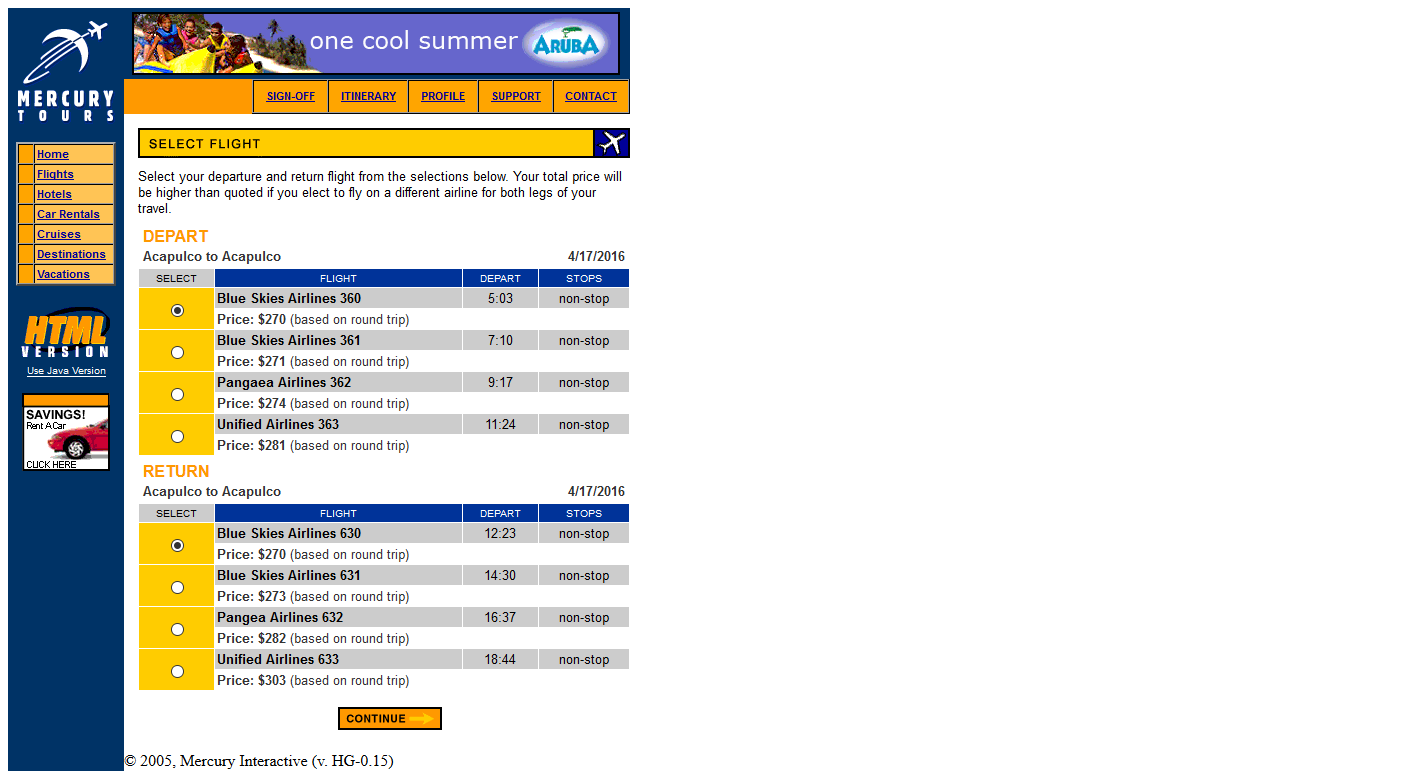 MERCURY
TOURS
one cool summer
ARUBA
SIGN-OFF ITINERARY PROFILE SUPPORT CONTACT
Home
Flights
Hotels
Car Rentals
Cruises
Destinations
Vacations
HTML
VERSION
Use Java Version
SAVINGS!
Rent A Car
CLICK HERE
SELECT FLIGHT
Select your departure and return flight from the selections below. Your total price will
be higher than quoted if you elect to fly on a different airline for both legs of your
travel.
DEPART
Acapulco to Acapulco 4/17/2016
SELECT FLIGHT DEPART STOPS
Blue Skies Airlines 360 5:03 non-stop
Price: $270 (based on round trip)
Blue Skies Airlines 361 7:10 non-stop
Price: $271 (based on round trip)
Pangaea Airlines 362 9:17 non-stop
Price: $274 (based on round trip)
Unified Airlines 363 11:24 non-stop
Price: $281 (based on round trip)
RETURN
Acapulco to Acapulco 4/17/2016
SELECT FLIGHT DEPART STOPS
Blue Skies Airlines 630 12:23 non-stop
Price: $270 (based on round trip)
Blue Skies Airlines 631 14:30 non-stop
Price: $273 (based on round trip)
Pangea Airlines 632 16:37 non-stop
Price: $282 (based on round trip)
Unified Airlines 633 18:44 non-stop
Price: $303 (based on round trip)
CONTINUE
© 2005, Mercury Interactive (v. HG-0.15)